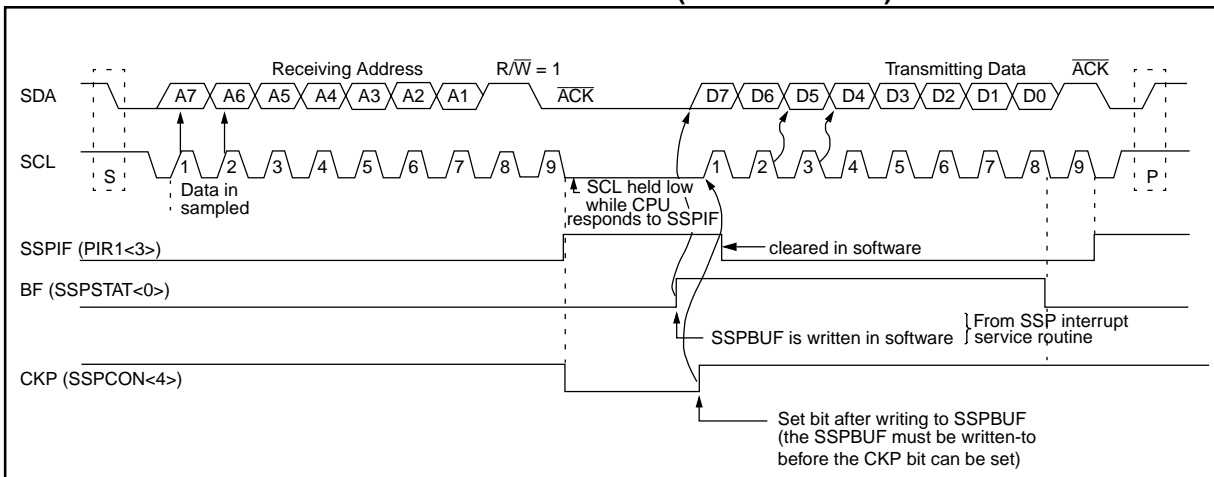 Receiving Address
R/W = 1
Transmitting Data
ACK
SDA
A7 A6 A5 A4 A3 A2 A1
ACK
D7 D6 D5 D4 D3 D2 D1 D0
SCL
S
1 2 3 4 5 6 7 8 9
1 2 3 4 5 6 7 8 9
P
Data in
sampled
SCL held low
while CPU
responds to SSPIF
SSPIF (PIR1<3>)
cleared in software
BF (SSPSTAT<0>)
SSPBUF is written in software
From SSP interrupt
service routine
CKP (SSPCON<4>)
Set bit after writing to SSPBUF
(the SSPBUF must be written-to
before the CKP bit can be set)